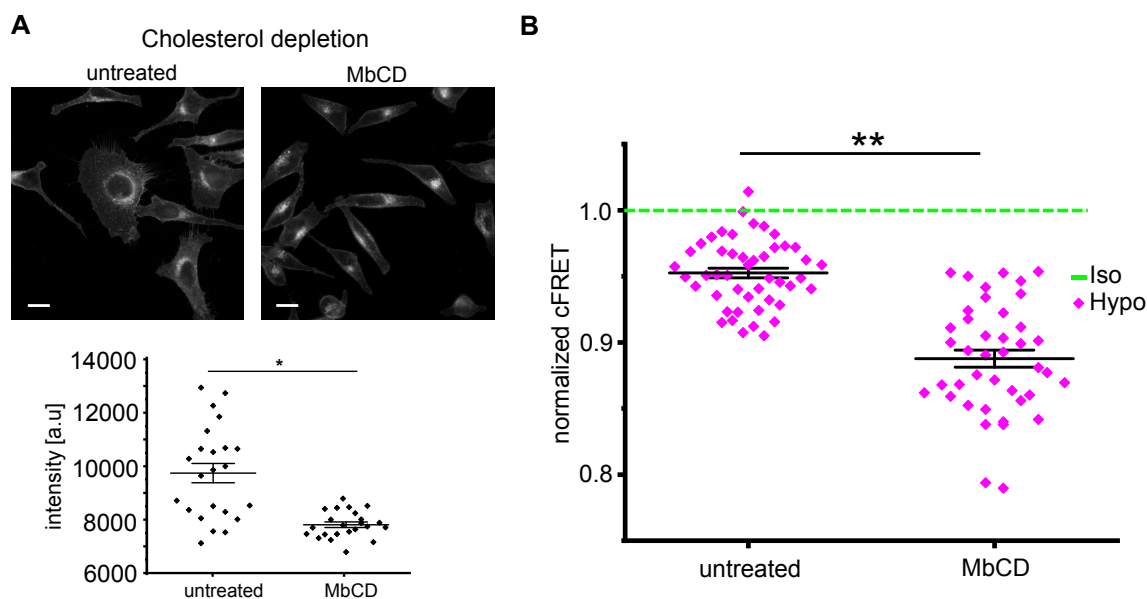 A
Cholesterol depletion
untreated
MbCD
intensity [a.u]
14000
12000
10000
8000
6000
*
untreated
MbCD
B
normalized cFRET
1.0
0.9
0.8
**
Iso
Hypo
untreated
MbCD